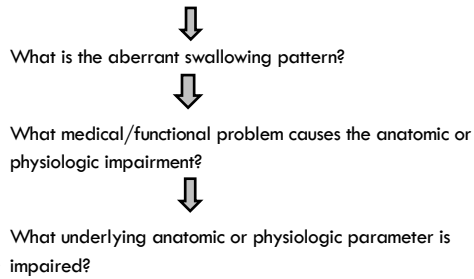 What is the aberrant swallowing pattern?
What medical/functional problem causes the anatomic or
physiologic impairment?
What underlying anatomic or physiologic parameter is
impaired?